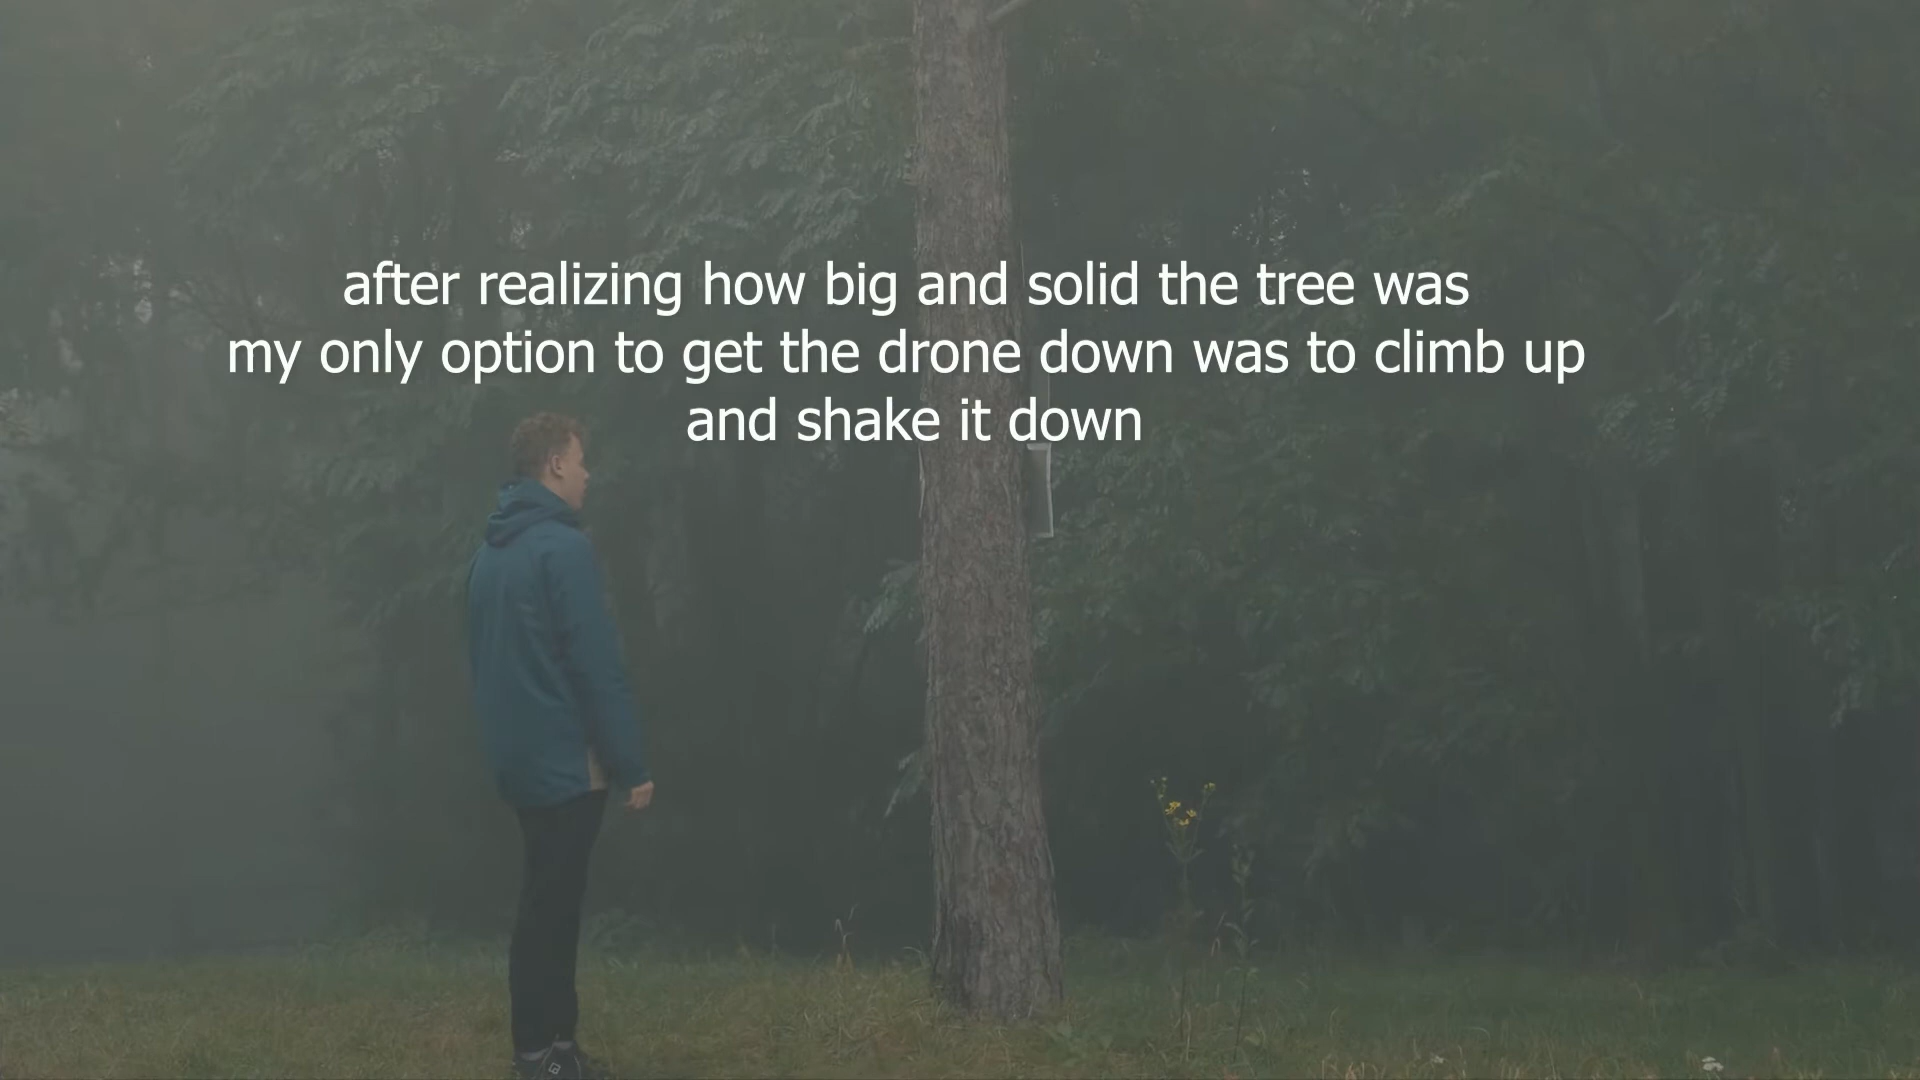 after realizing how big and solid the tree was
my only option to get the drone down was to climb up
and shake it down